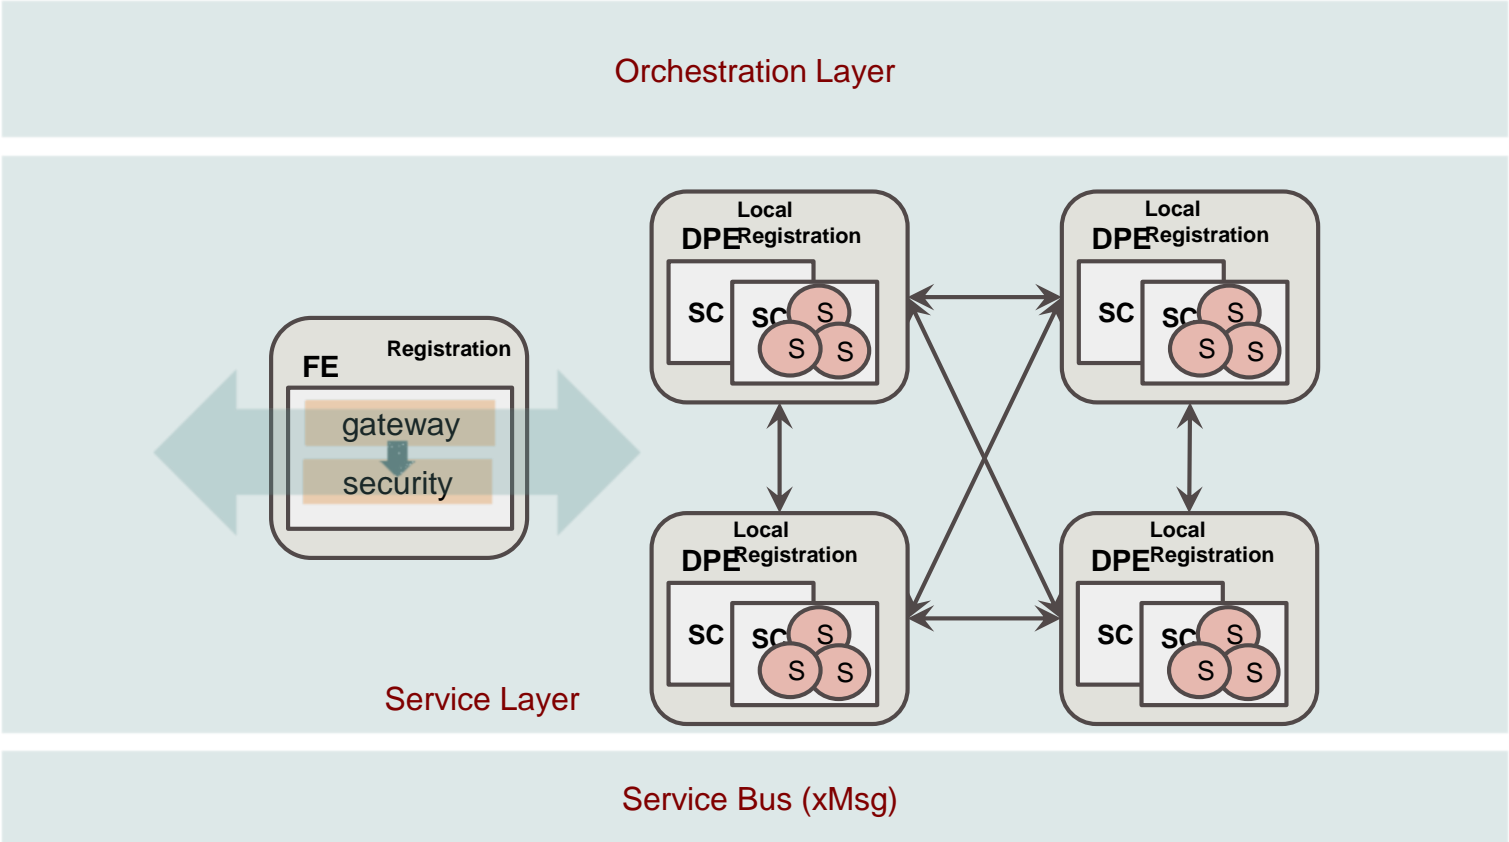 Orchestration Layer
Local
Registration
DPE
SC
SC
S
S
S
Local
Registration
DPE
SC
SC
S
S
S
Registration
FE
gateway
security
Local
Registration
DPE
SC
SC
S
S
S
Local
Registration
DPE
SC
SC
S
S
S
Service Layer
Service Bus (xMsg)